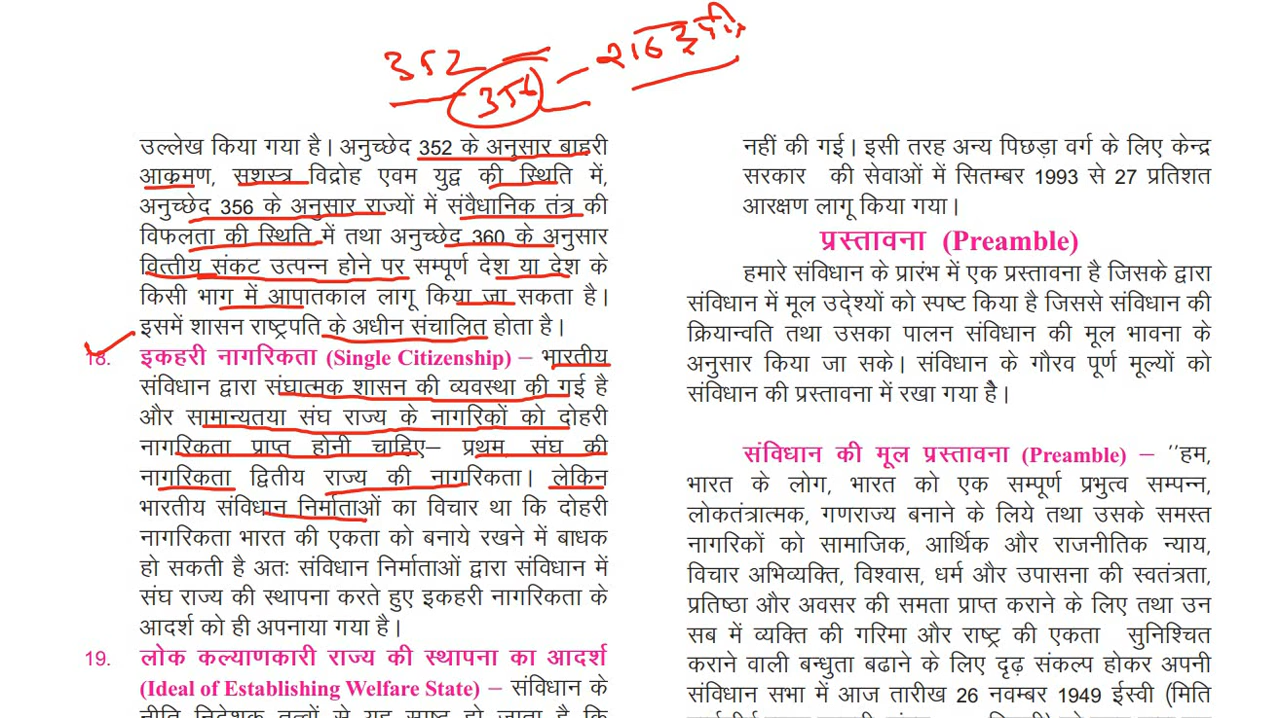 352
356
उल्लेख किया गया है। अनुच्छेद 352 के अनुसार बाहरी
आक्रमण, सशस्त्र विद्रोह एवम युद्व की स्थिति में,
अनुच्छेद 356 के अनुसार राज्यों में संवैधानिक तंत्र की
विफलता की स्थिति में तथा अनुच्छेद 360 के अनुसार
वित्तीय संकट उत्पन्न होने पर सम्पूर्ण देश या देश के
किसी भाग में आपातकाल लागू किया जा सकता है।
इसमें शासन राष्ट्रपति के अधीन संचालित होता है।
18. इकहरी नागरिकता (Single Citizenship) – भारतीय
संविधान द्वारा संघात्मक शासन की व्यवस्था की गई है
और सामान्यतया संघ राज्य के नागरिकों को दोहरी
नागरिकता प्राप्त होनी चाहिए– प्रथम, संघ की
नागरिकता द्वितीय राज्य की नागरिकता। लेकिन
भारतीय संविधान निर्माताओं का विचार था कि दोहरी
नागरिकता भारत की एकता को बनाये रखने में बाधक
हो सकती है अतः संविधान निर्माताओं द्वारा संविधान में
संघ राज्य की स्थापना करते हुए इकहरी नागरिकता के
आदर्श को ही अपनाया गया है।
19. लोक कल्याणकारी राज्य की स्थापना का आदर्श
(Ideal of Establishing Welfare State) – संविधान के
नीति निदेशक तत्वों से यह स्पष्ट हो जाता है कि
नहीं की गई। इसी तरह अन्य पिछड़ा वर्ग के लिए केन्द्र
सरकार की सेवाओं में सितम्बर 1993 से 27 प्रतिशत
आरक्षण लागू किया गया।
प्रस्तावना (Preamble)
हमारे संविधान के प्रारंभ में एक प्रस्तावना है जिसके द्वारा
संविधान में मूल उदे्श्यों को स्पष्ट किया है जिससे संविधान की
क्रियान्वति तथा उसका पालन संविधान की मूल भावना के
अनुसार किया जा सके। संविधान के गौरव पूर्ण मूल्यों को
संविधान की प्रस्तावना में रखा गया है।
संविधान की मूल प्रस्तावना (Preamble) – ''हम,
भारत के लोग, भारत को एक सम्पूर्ण प्रभुत्व सम्पन्न,
लोकतंत्रात्मक, गणराज्य बनाने के लिये तथा उसके समस्त
नागरिकों को सामाजिक, आर्थिक और राजनीतिक न्याय,
विचार अभिव्यक्ति, विश्वास, धर्म और उपासना की स्वतंत्रता,
प्रतिष्ठा और अवसर की समता प्राप्त कराने के लिए तथा उन
सब में व्यक्ति की गरिमा और राष्ट्र की एकता सुनिश्चित
कराने वाली बन्धुता बढाने के लिए दृढ़ संकल्प होकर अपनी
संविधान सभा में आज तारीख 26 नवम्बर 1949 ईस्वी (मिति